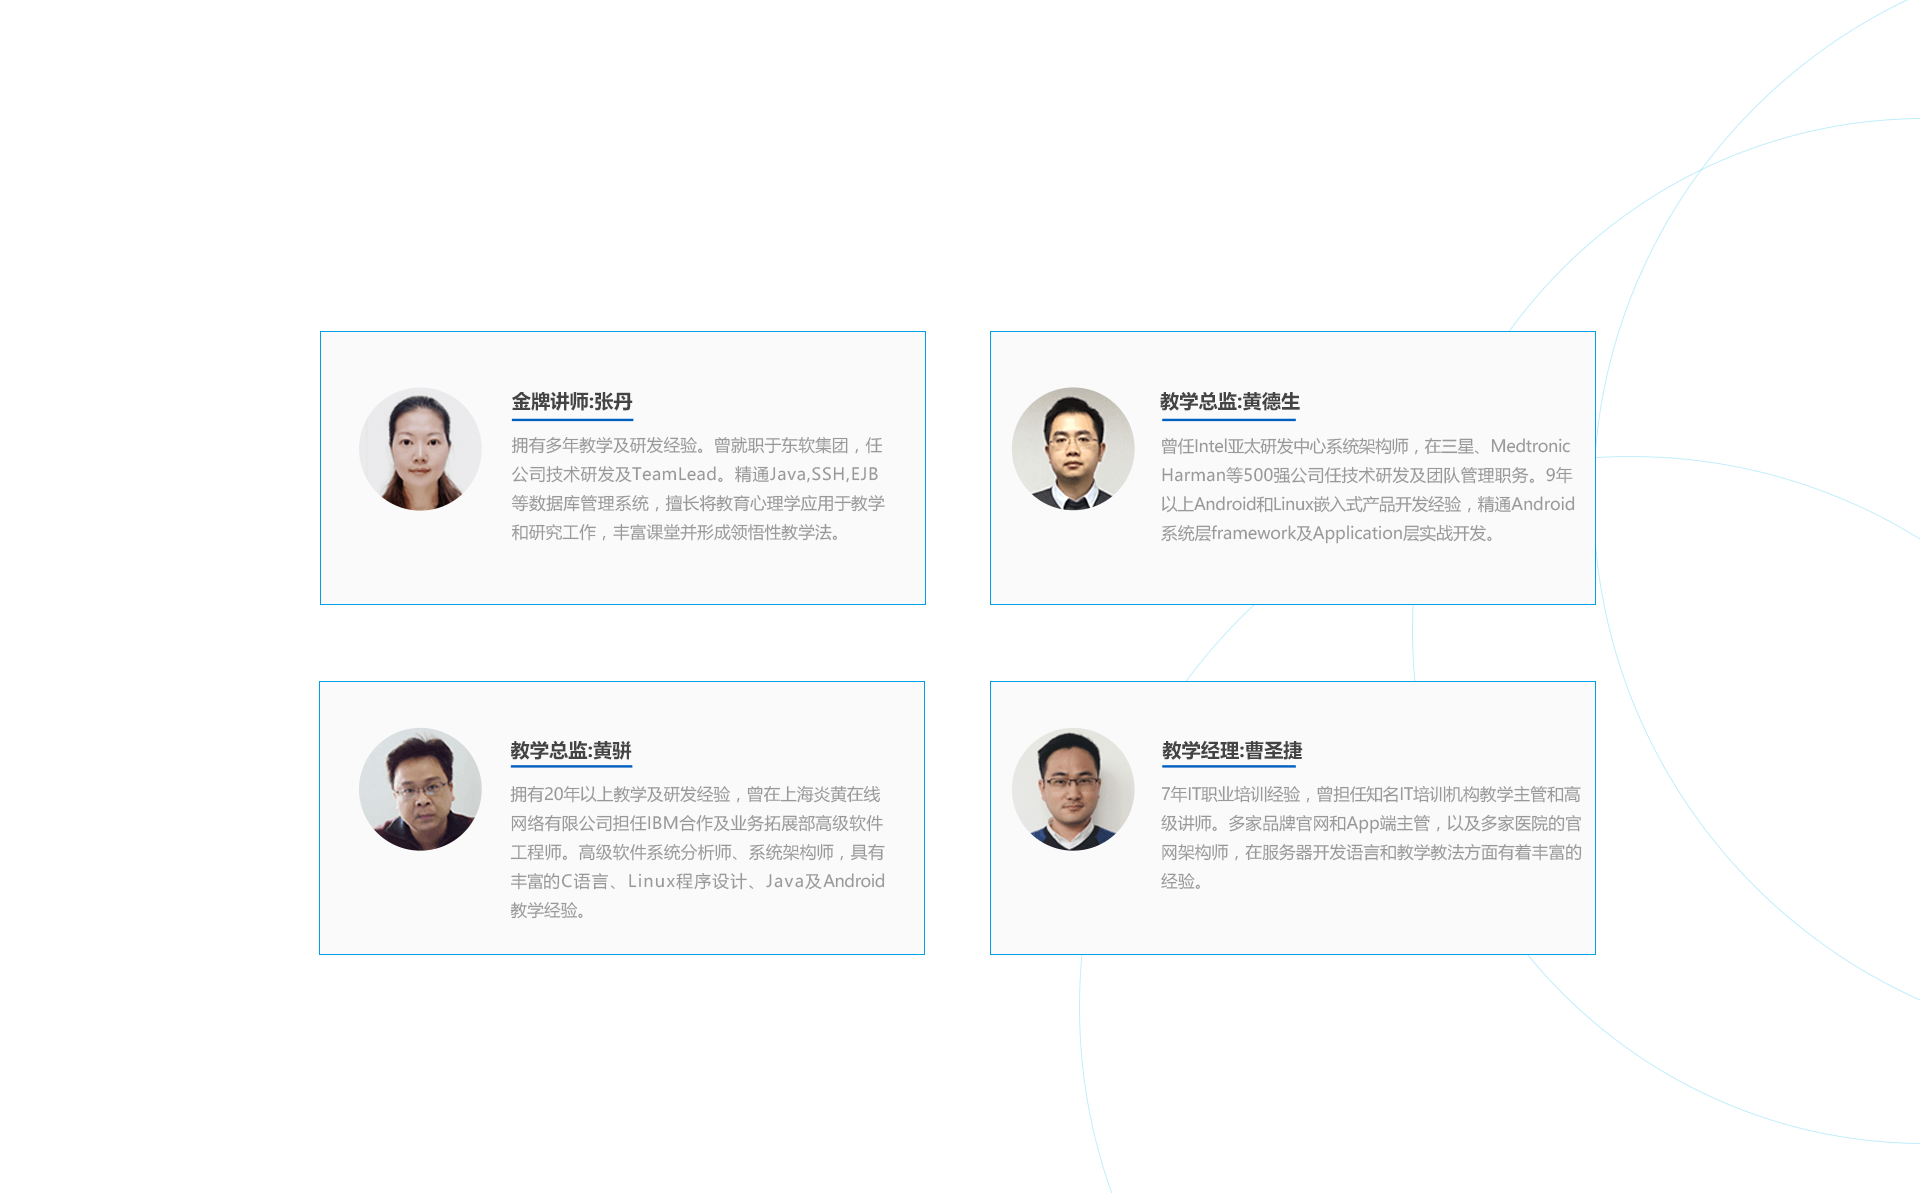 金牌讲师:张丹
拥有多年教学及研发经验。曾就职于东软集团，任
公司技术研发及TeamLead。精通Java,SSH,EJB
等数据库管理系统，擅长将教育心理学应用于教学
和研究工作，丰富课堂并形成领悟性教学法。
教学总监:黄德生
曾任Intel亚太研发中心系统架构师，在三星、Medtronic
Harman等500强公司任技术研发及团队管理职务。9年
以上Android和Linux嵌入式产品开发经验，精通Android
系统层framework及Application层实战开发。
教学总监:黄骈
拥有20年以上教学及研发经验，曾在上海炎黄在线
网络有限公司担任IBM合作及业务拓展部高级软件
工程师。高级软件系统分析师、系统架构师，具有
丰富的C语言、Linux程序设计、Java及Android
教学经验。
教学经理:曹圣捷
7年IT职业培训经验，曾担任知名IT培训机构教学主管和高
级讲师。多家品牌官网和App端主管，以及多家医院的官
网架构师，在服务器开发语言和教学教法方面有着丰富的
经验。